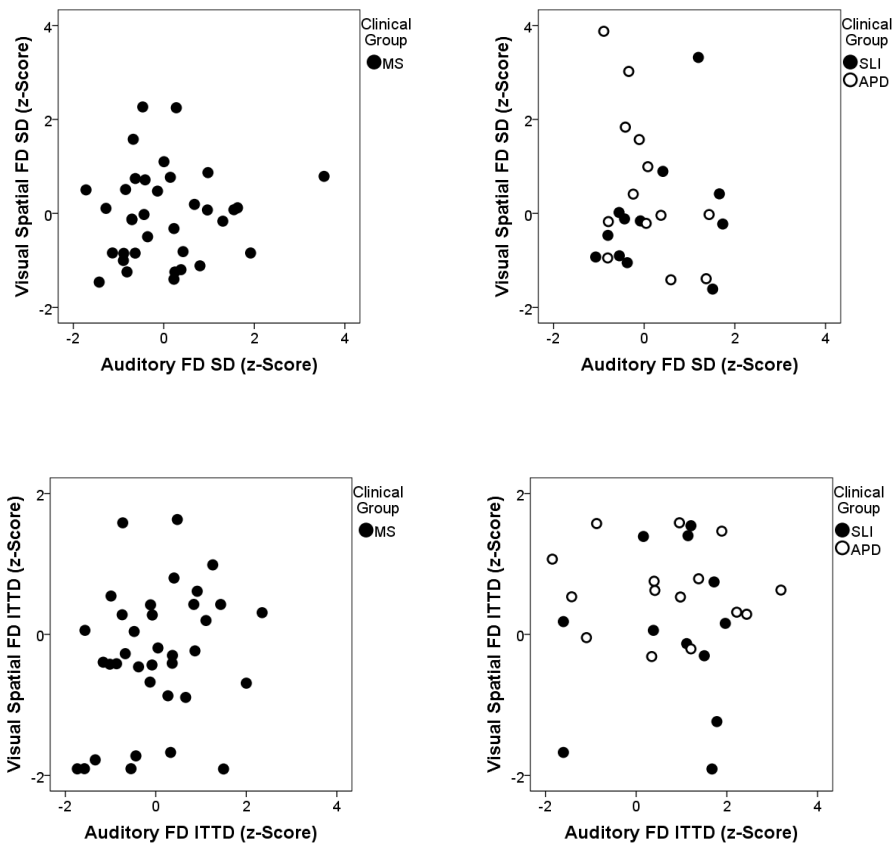 Clinical
Group
MS
Visual Spatial FD SD (z-Score)
4
2
0
-2
-2 0 2 4
Auditory FD SD (z-Score)
Clinical
Group
SLI
APD
Visual Spatial FD SD (z-Score)
4
2
0
-2
-2 0 2 4
Auditory FD SD (z-Score)
Clinical
Group
MS
Visual Spatial FD ITTD (z-Score)
2
0
-2
-2 0 2 4
Auditory FD ITTD (z-Score)
Clinical
Group
SLI
APD
Visual Spatial FD ITTD (z-Score)
2
0
-2
-2 0 2 4
Auditory FD ITTD (z-Score)